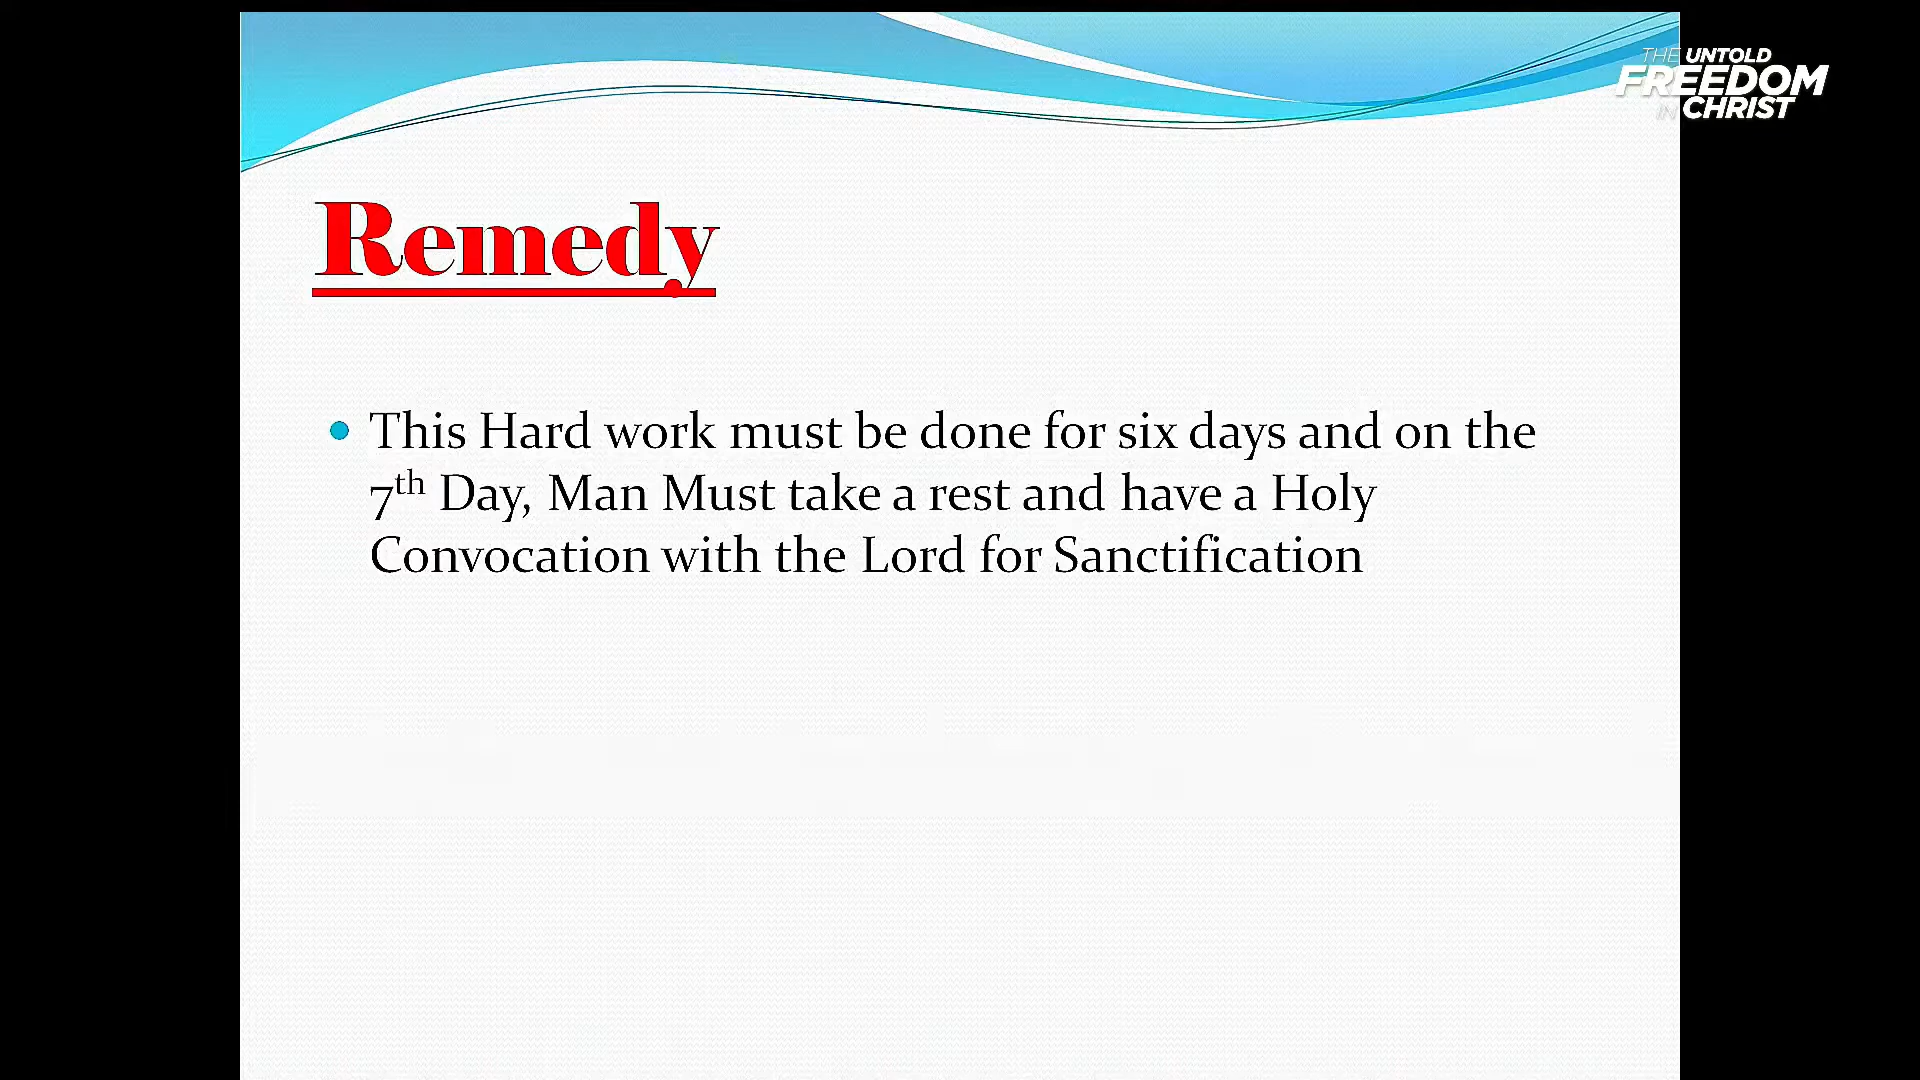 THE UNTOLD
FREEDOM
IN CHRIST
Remedy
This Hard work must be done for six days and on the
7th Day, Man Must take a rest and have a Holy
Convocation with the Lord for Sanctification